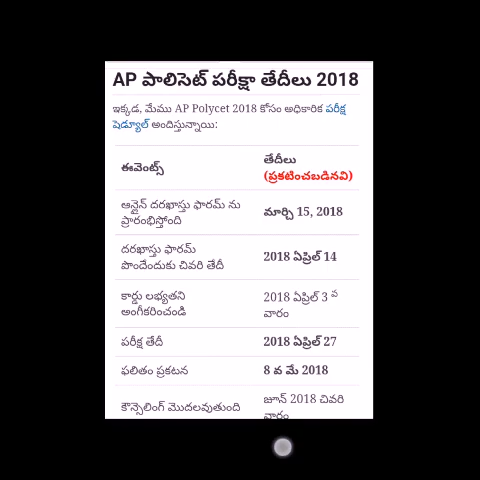 AP పాలిసెట్ పరీక్షా తేదీలు 2018
ఇక్కడ, మేము AP Polycet 2018 కోసం అధికారిక పరీక్ష
షెడ్యూల్ అందిస్తున్నాయి:
ఈవెంట్స్
తేదీలు
(ప్రకటించబడినవి)
ఆన్లైన్ దరఖాస్తు ఫారమ్ ను
ప్రారంభిస్తోంది
మార్చి 15, 2018
దరఖాస్తు ఫారమ్
పొందేందుకు చివరి తేదీ
2018 ఏప్రిల్ 14
కార్డు లభ్యతని
అంగీకరించండి
2018 ఏప్రిల్ 3 వ
వారం
పరీక్ష తేదీ
2018 ఏప్రిల్ 27
ఫలితం ప్రకటన
8 వ మే 2018
కౌన్సెలింగ్ మొదలవుతుంది
జూన్ 2018 చివరి
వారం